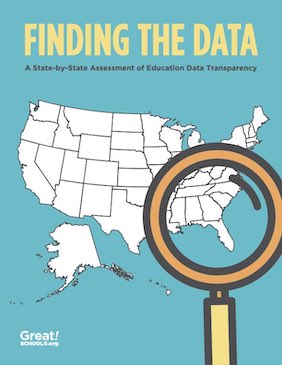 FINDING THE DATA
A State-by-State Assessment of Education Data Transparency
Great!
SCHOOLS.org